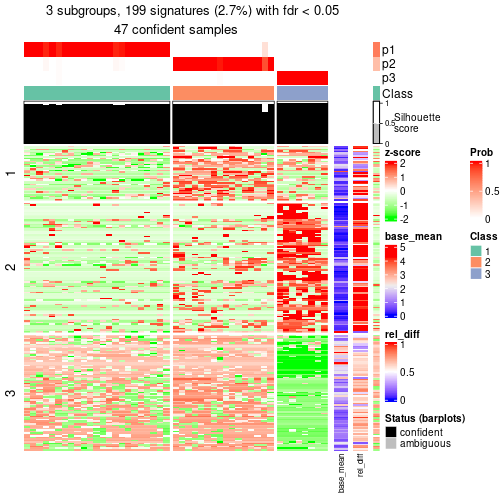 3 subgroups, 199 signatures (2.7%) with fdr < 0.05
47 confident samples
p1
p2
p3
Class
1
0.5
0
Silhouette
score
1
2
3
base_mean
rel_diff
z-score
2
1
0
-1
-2
base_mean
5
4
3
2
1
0
rel_diff
1
0.5
0
Status (barplots)
confident
ambiguous
Prob
1
0.5
0
Class
1
2
3